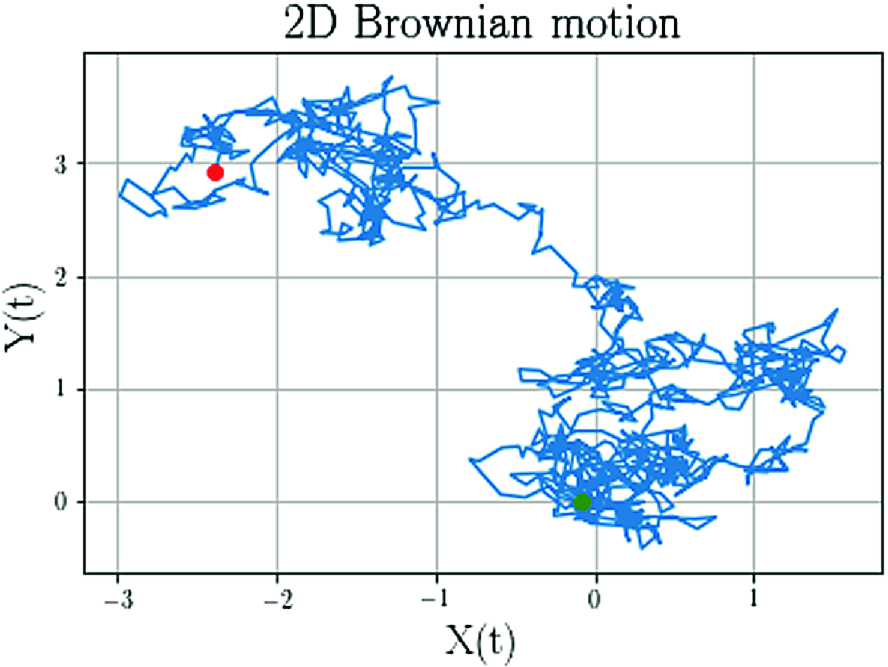 2D Brownian motion
3
2
1
0
Y(t)
−3 −2 −1 0 1
X(t)